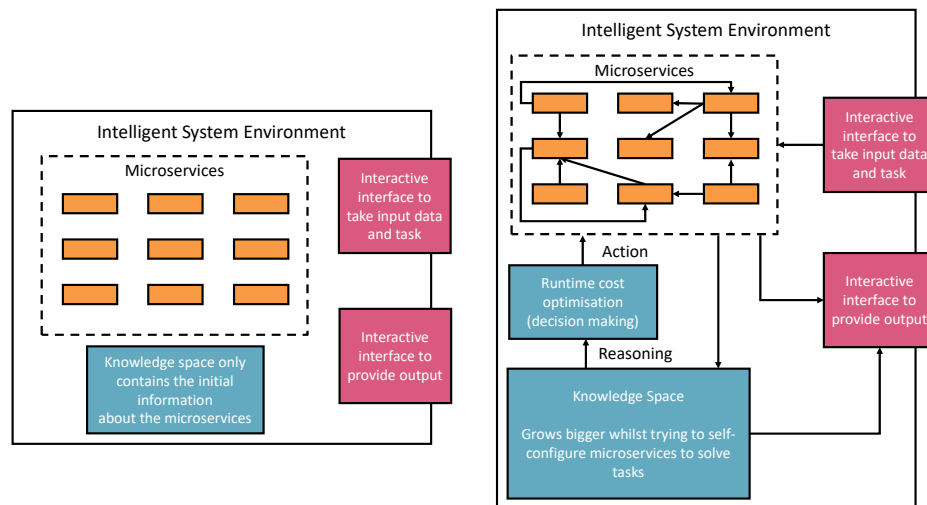 Intelligent System Environment
Microservices
Interactive
interface to
take input data
and task
Interactive
interface to
provide output
Knowledge space only
contains the initial
information
about the microservices
Intelligent System Environment
Microservices
Interactive
interface to
take input data
and task
Action
Runtime cost
optimisation
(decision making)
Interactive
interface to
provide output
Reasoning
Knowledge Space
Grows bigger whilst trying to self-
configure microservices to solve
tasks